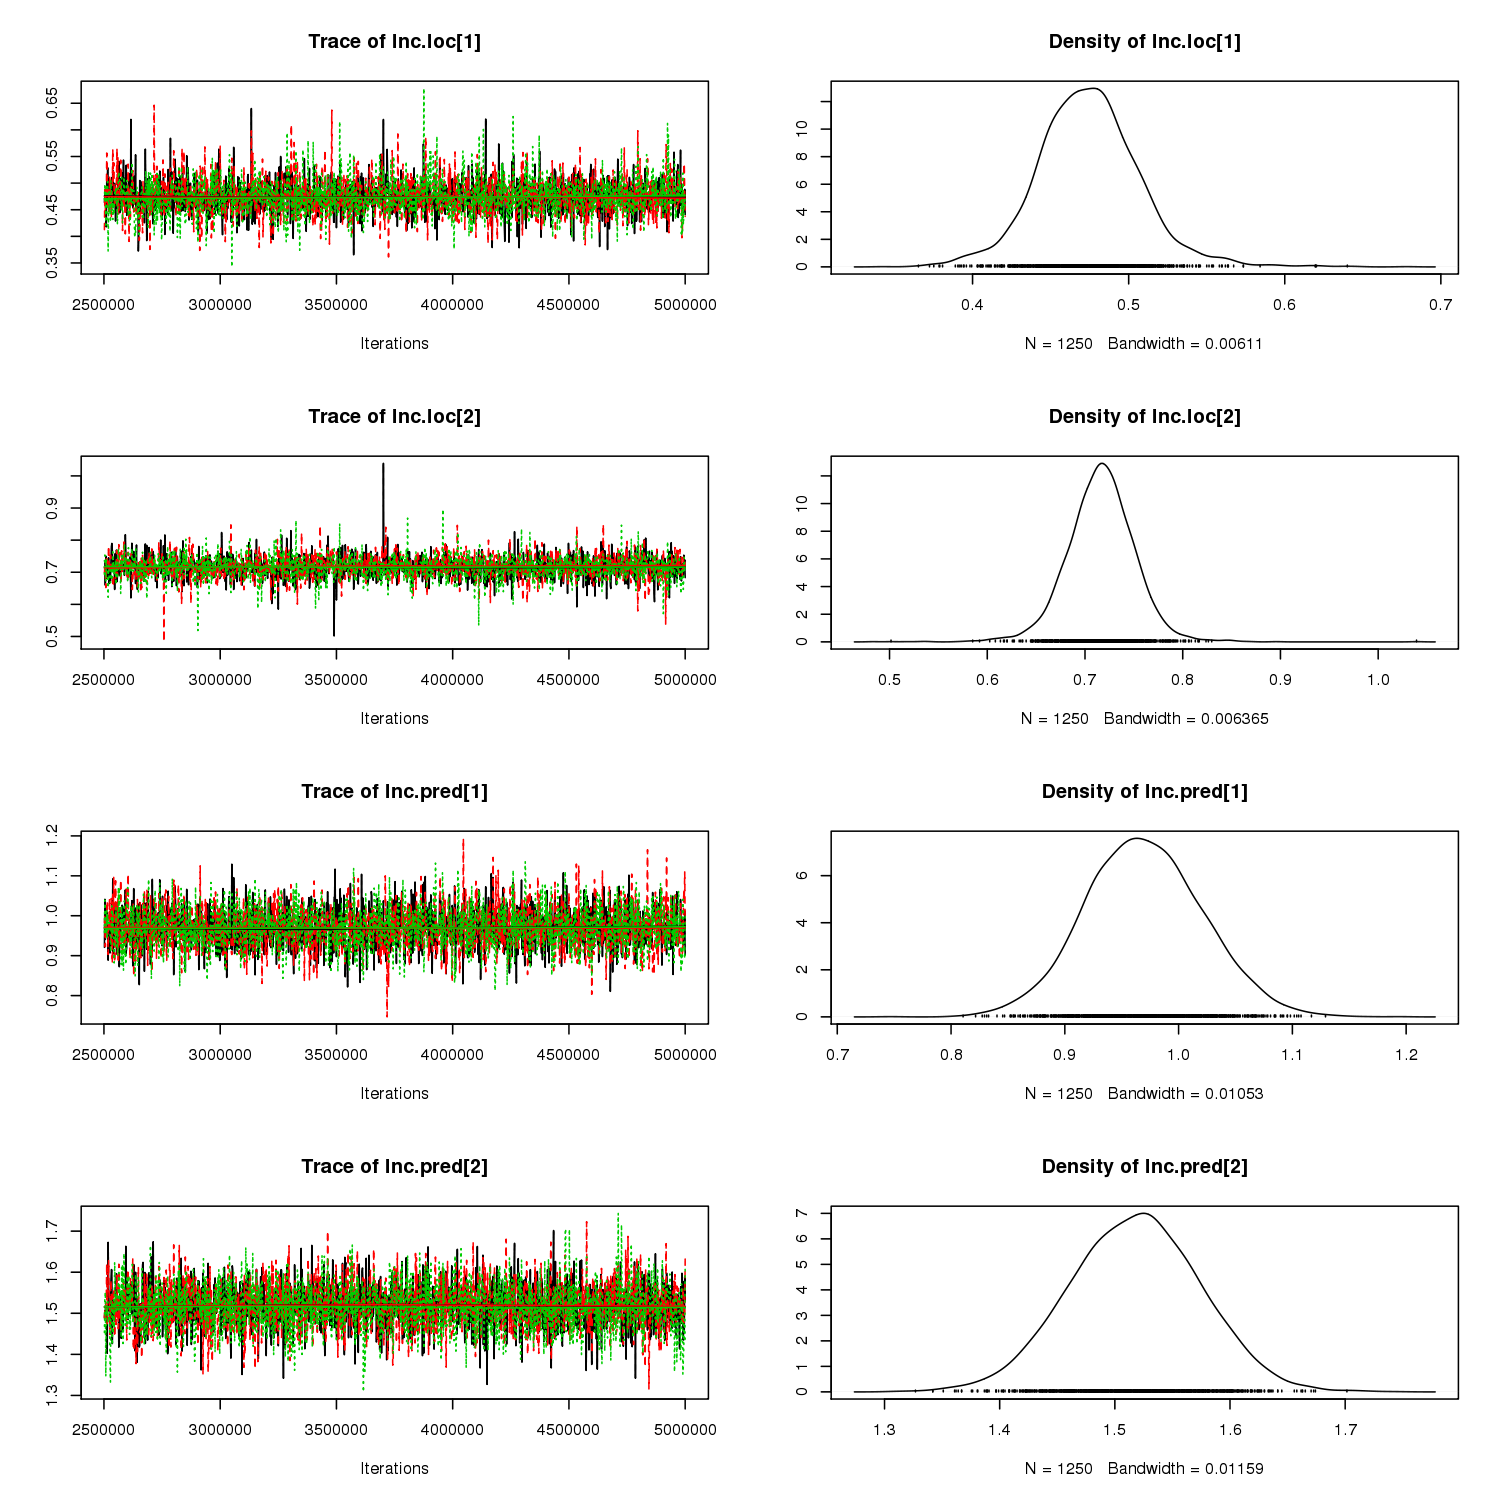 Trace of Inc.loc[1]
0.35 0.45 0.55 0.65
2500000 3000000 3500000 4000000 4500000 5000000
Iterations
Density of Inc.loc[1]
0 2 4 6 8 10
0.4 0.5 0.6 0.7
N = 1250 Bandwidth = 0.00611
Trace of Inc.loc[2]
0.5 0.7 0.9
2500000 3000000 3500000 4000000 4500000 5000000
Iterations
Density of Inc.loc[2]
0 2 4 6 8 10
0.5 0.6 0.7 0.8 0.9 1.0
N = 1250 Bandwidth = 0.006365
Trace of Inc.pred[1]
0.8 0.9 1.0 1.1 1.2
2500000 3000000 3500000 4000000 4500000 5000000
Iterations
Density of Inc.pred[1]
0 2 4 6
0.7 0.8 0.9 1.0 1.1 1.2
N = 1250 Bandwidth = 0.01053
Trace of Inc.pred[2]
1.3 1.4 1.5 1.6 1.7
2500000 3000000 3500000 4000000 4500000 5000000
Iterations
Density of Inc.pred[2]
0 1 2 3 4 5 6 7
1.3 1.4 1.5 1.6 1.7
N = 1250 Bandwidth = 0.01159